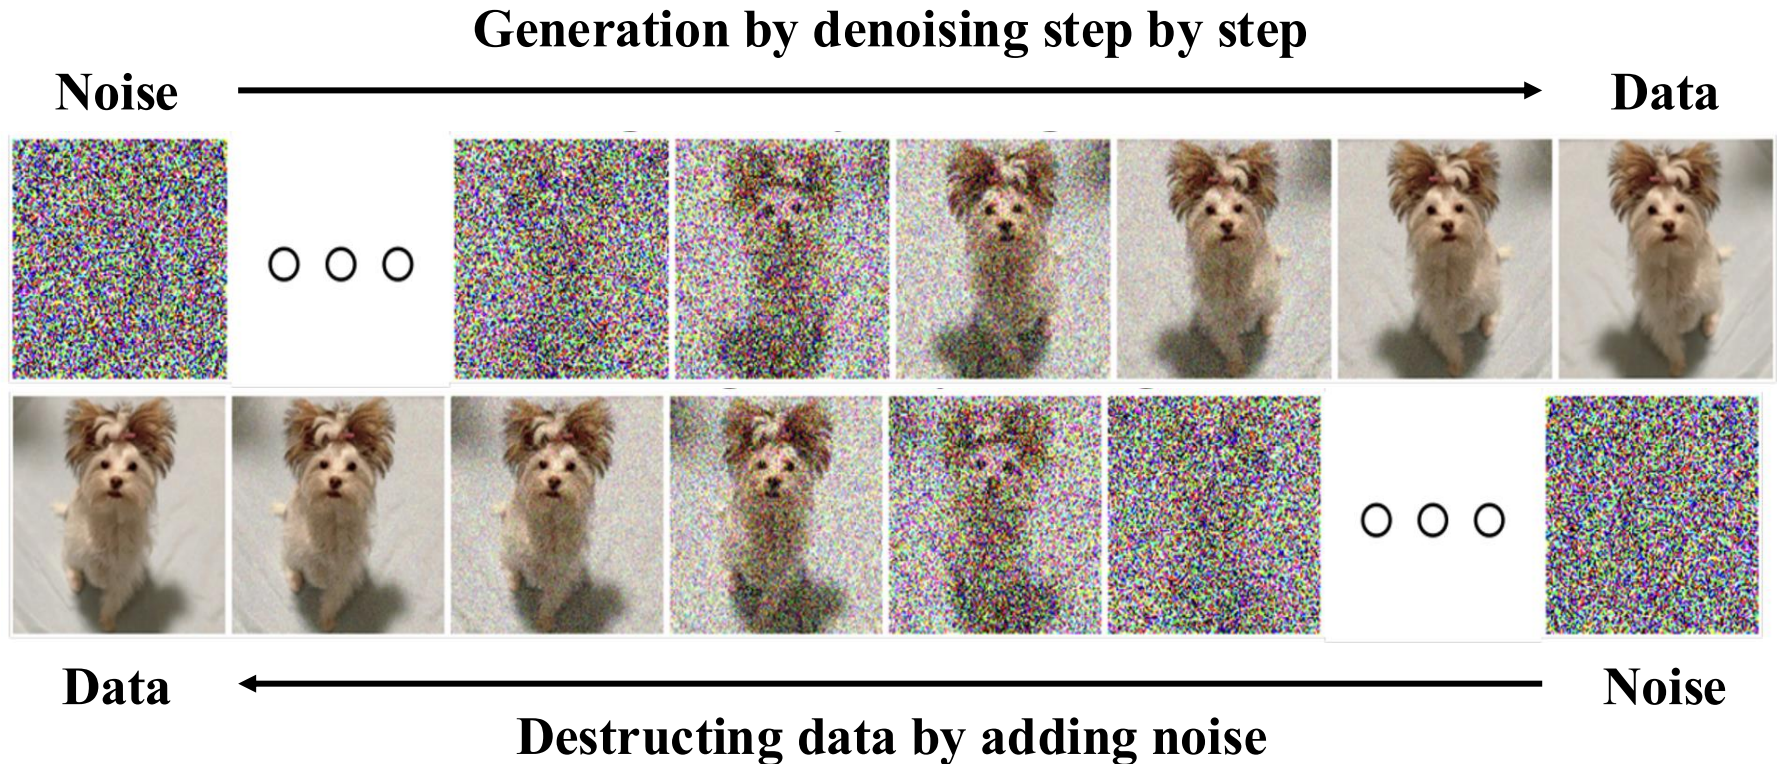 Generation by denoising step by step
Noise
Data
Data
Noise
Destructing data by adding noise